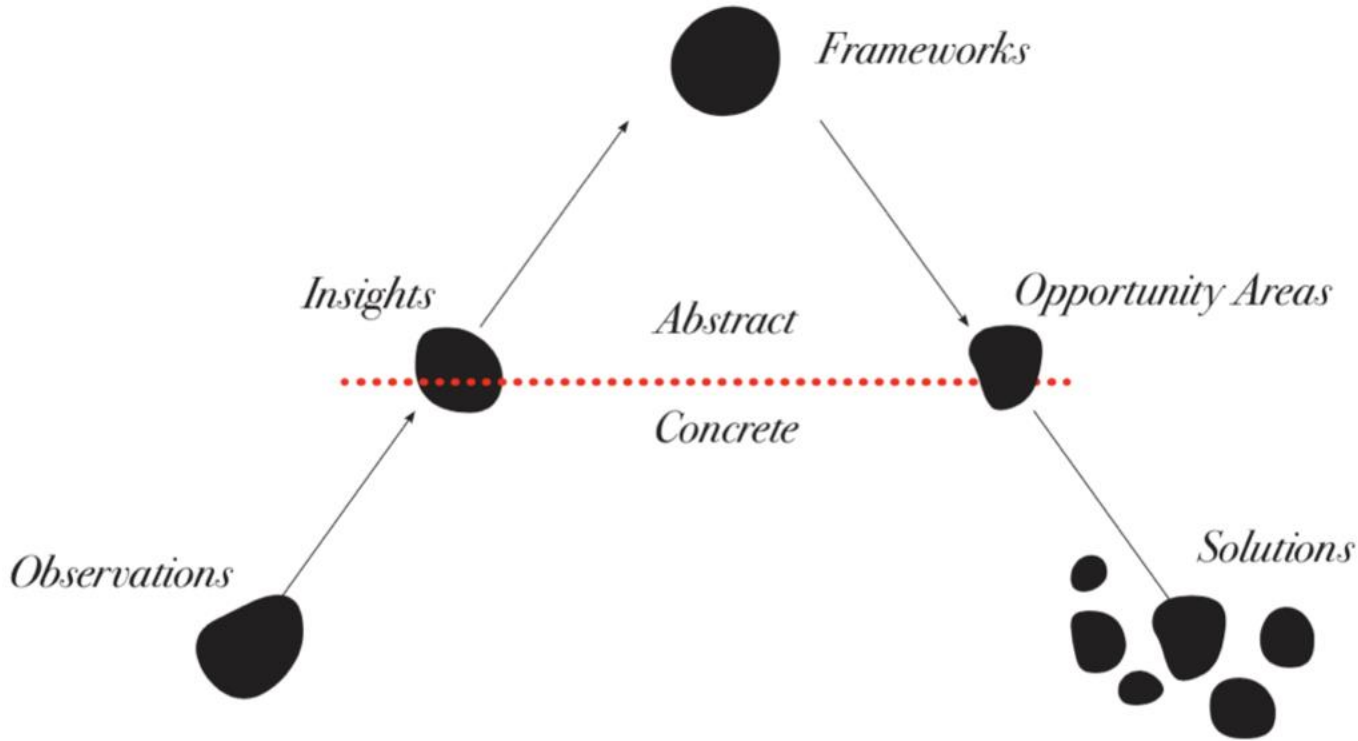 Frameworks
Insights
Opportunity Areas
Abstract
Concrete
Observations
Solutions